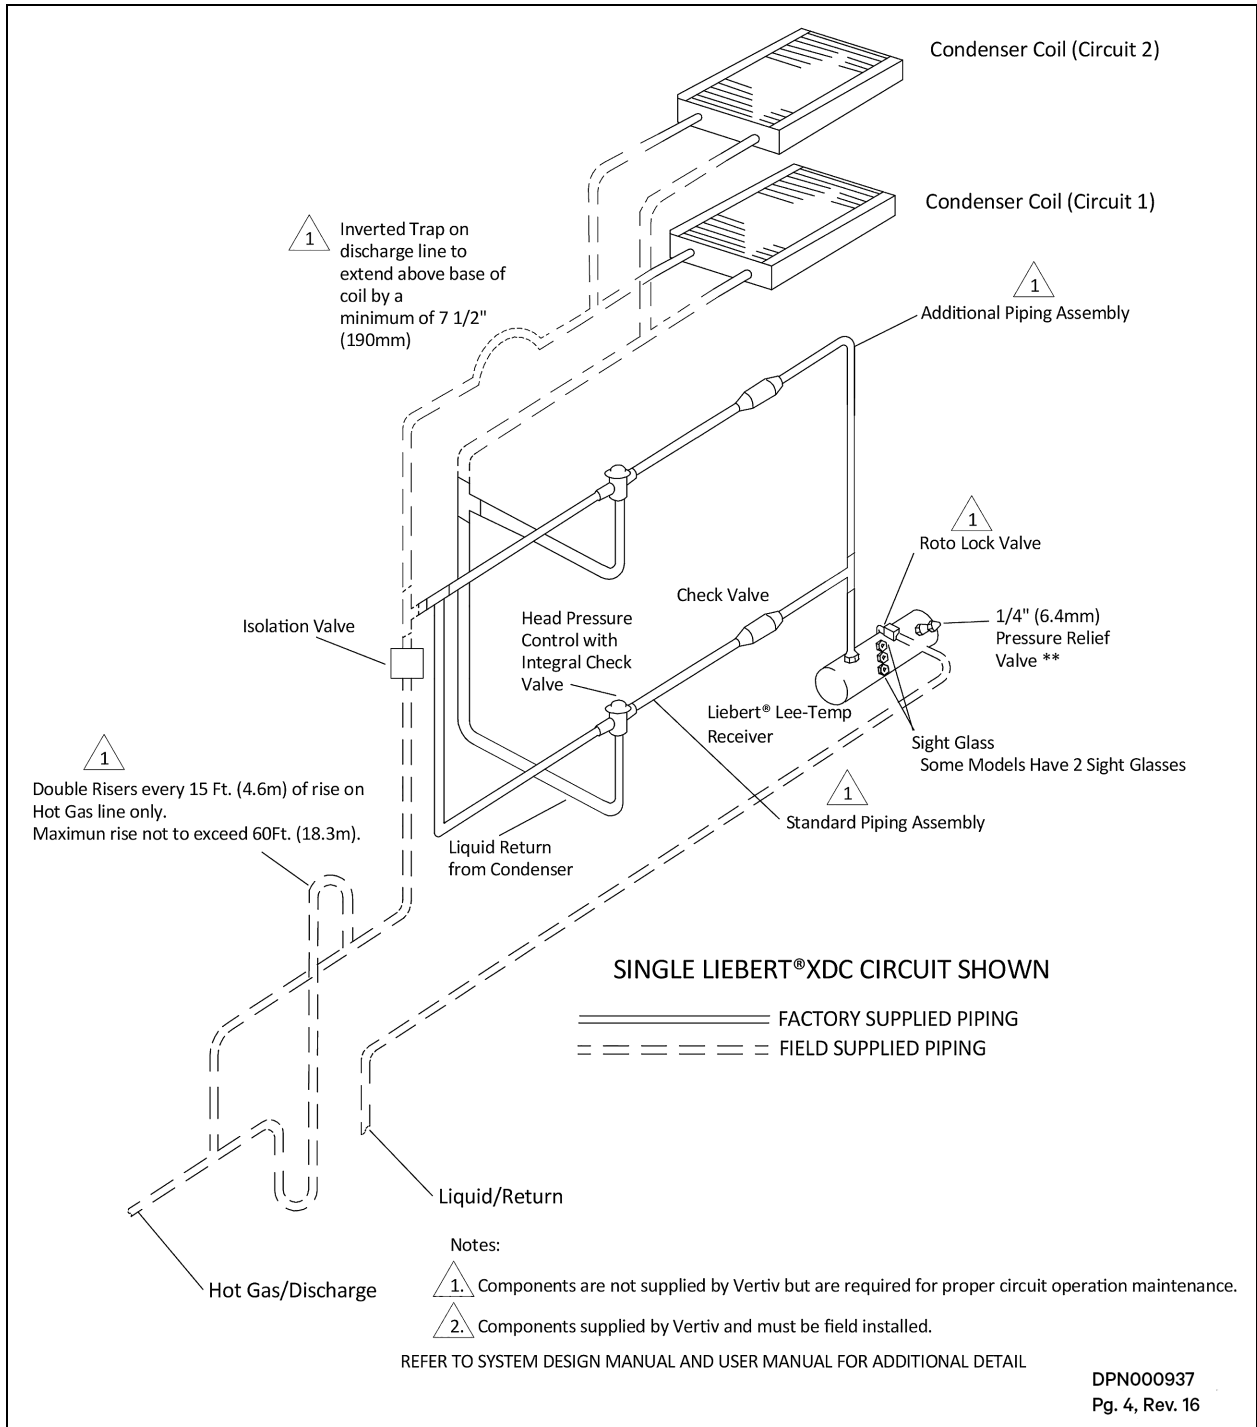 Condenser Coil (Circuit 2)
Condenser Coil (Circuit 1)
1
Inverted Trap on
discharge line to
extend above base of
coil by a
minimum of 7 1/2"
(190mm)
1
Additional Piping Assembly
1
Roto Lock Valve
Check Valve
Isolation Valve
Head Pressure
Control with
Integral Check
Valve
1/4" (6.4mm)
Pressure Relief
Valve **
Liebert® Lee-Temp
Receiver
Sight Glass
Some Models Have 2 Sight Glasses
1
Double Risers every 15 Ft. (4.6m) of rise on
Hot Gas line only.
Maximun rise not to exceed 60Ft. (18.3m).
1
Standard Piping Assembly
Liquid Return
from Condenser
SINGLE LIEBERT®XDC CIRCUIT SHOWN
FACTORY SUPPLIED PIPING
FIELD SUPPLIED PIPING
Liquid/Return
Hot Gas/Discharge
Notes:
1. Components are not supplied by Vertiv but are required for proper circuit operation maintenance.
2. Components supplied by Vertiv and must be field installed.
REFER TO SYSTEM DESIGN MANUAL AND USER MANUAL FOR ADDITIONAL DETAIL
DPN000937
Pg. 4, Rev. 16